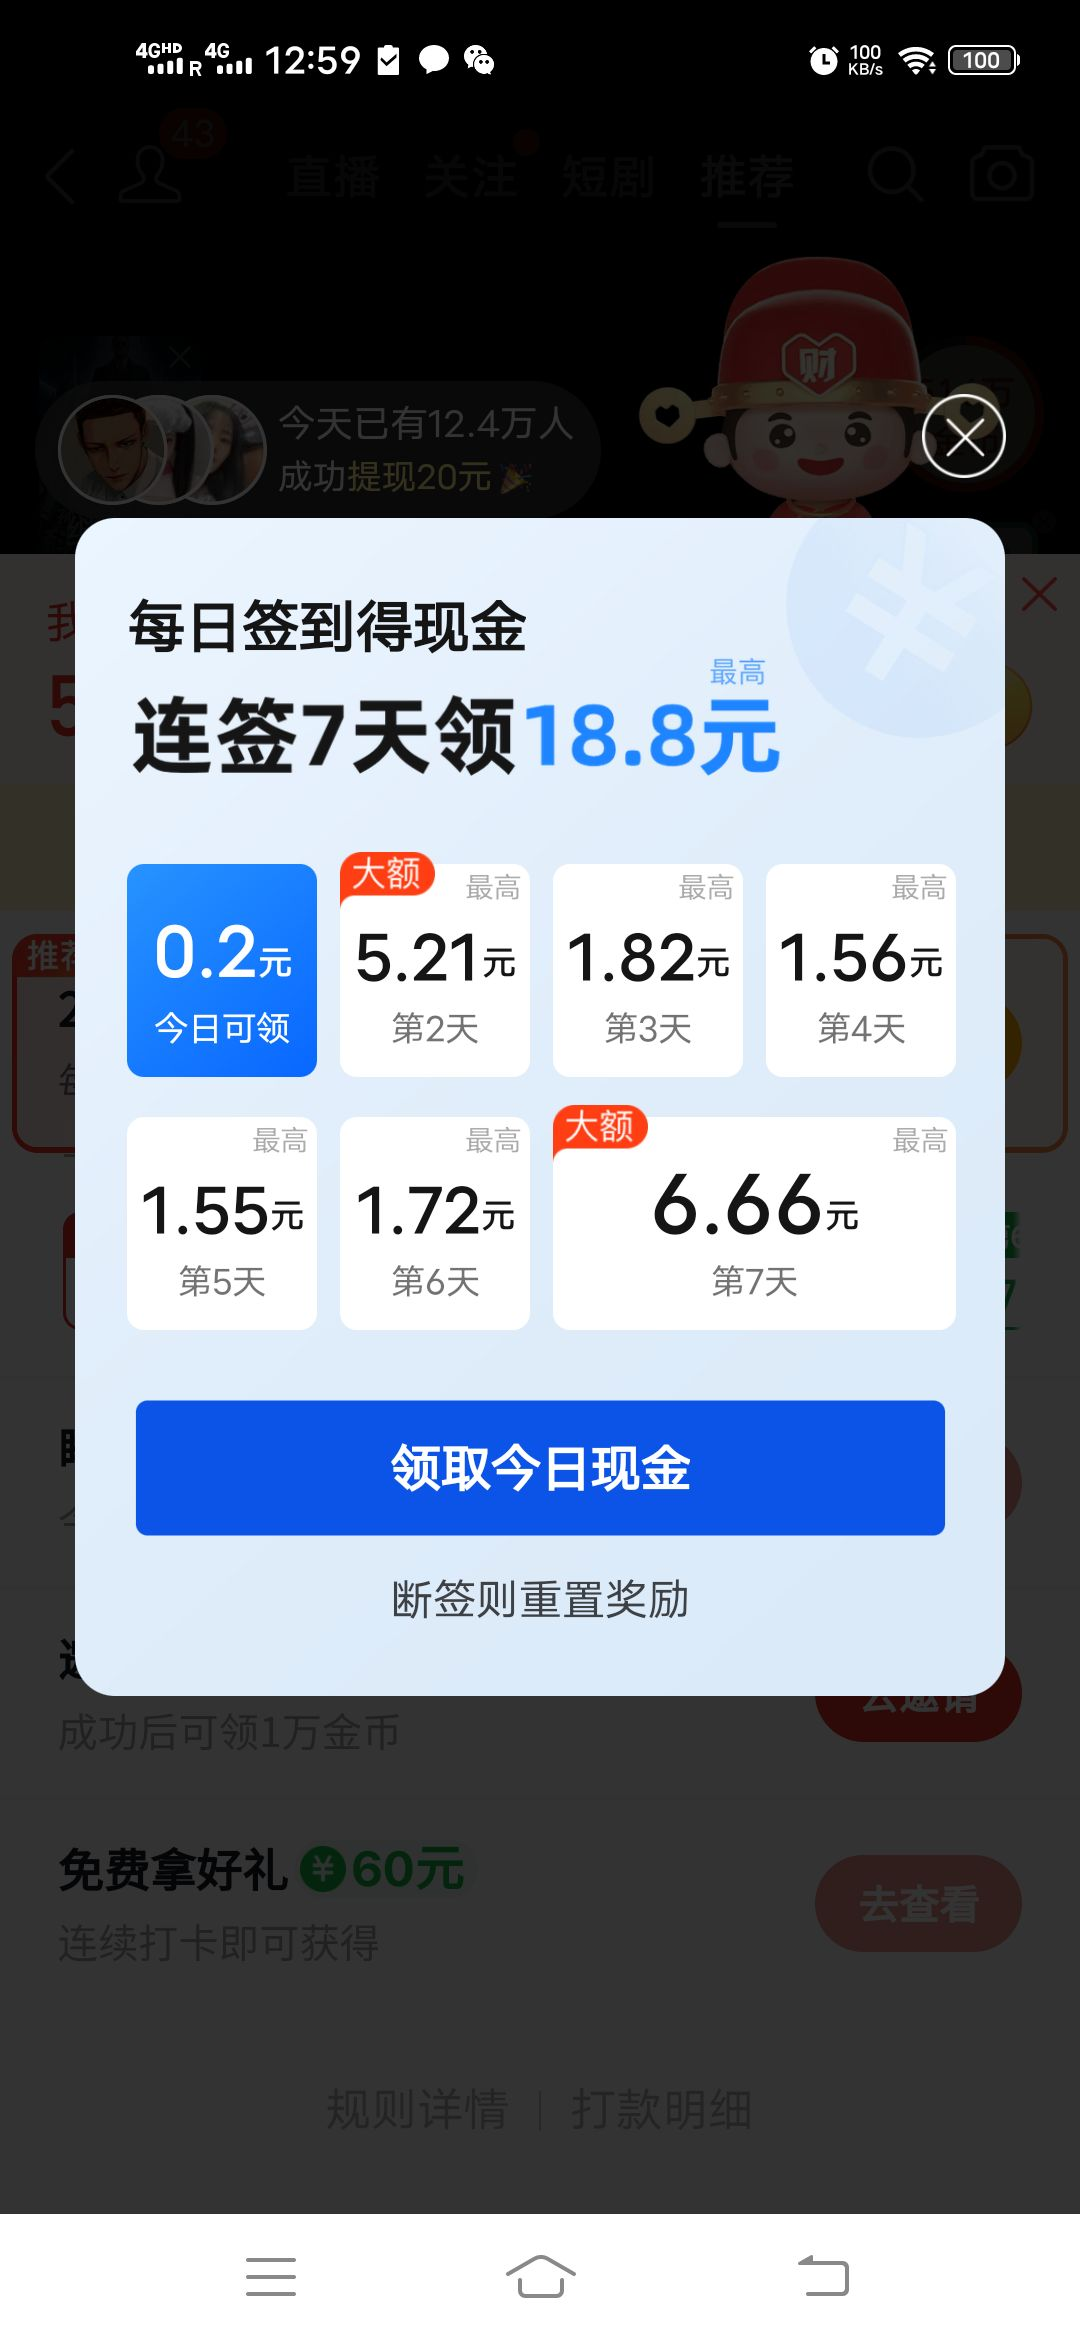 4GHD R 4G 12:59 100 KB/s 100
43
直播 关注 短剧 推荐
财
今天已有12.4万人
成功提现20元
每日签到得现金
最高
连签7天领18.8元
0.2元
今日可领
大额
最高
5.21元
第2天
最高
1.82元
第3天
最高
1.56元
第4天
最高
1.55元
第5天
最高
1.72元
第6天
大额
最高
6.66元
第7天
领取今日现金
断签则重置奖励
成功后可领1万金币
去邀请
免费拿好礼 ¥60元
连续打卡即可获得
去查看
规则详情 | 打款明细